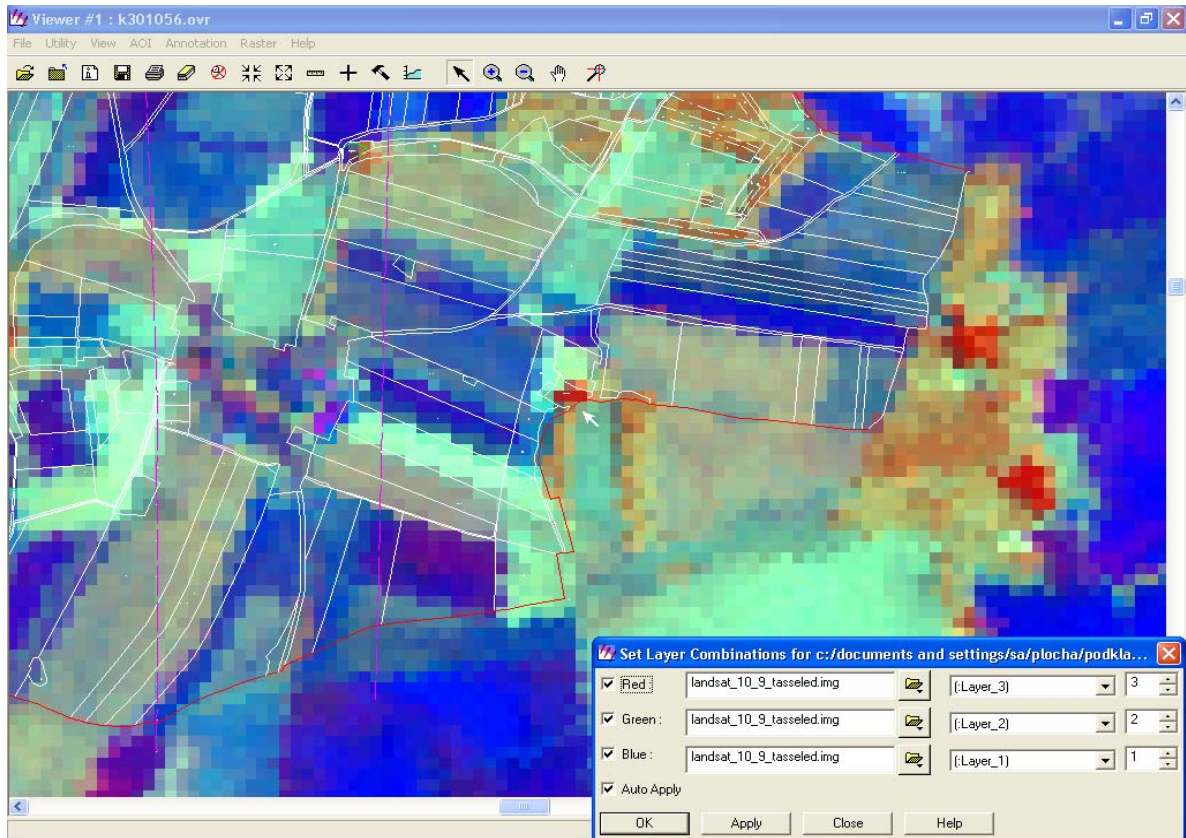 Viewer #1 : k301056.ovr
File Utility View AOI Annotation Raster Help
Set Layer Combinations for c:/documents and settings/sa/plocha/podkla...
Red : landsat_10_9_tasseled.img (:Layer_3) 3
Green : landsat_10_9_tasseled.img (:Layer_2) 2
Blue : landsat_10_9_tasseled.img (:Layer_1) 1
Auto Apply
OK Apply Close Help